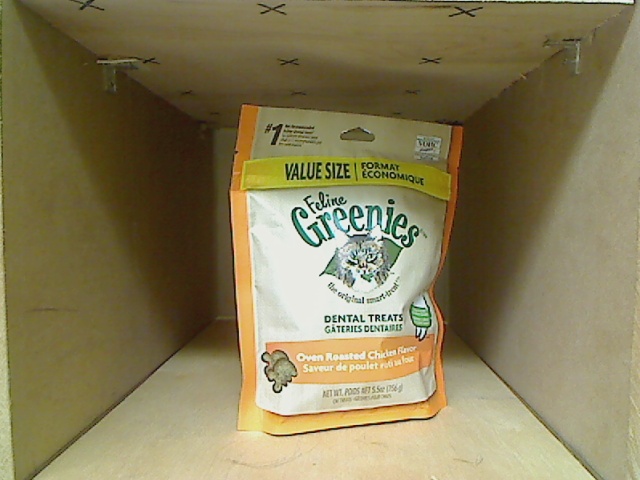 #1
VALUE SIZE | FORMAT ÉCONOMIQUE
Feline
Greenies
the original smart-treat
DENTAL TREATS
GÂTERIES DENTAIRES
Oven Roasted Chicken Flavor
Saveur de poulet rôti au four
NET WT. POIDS NET 5.5oz (156 g)